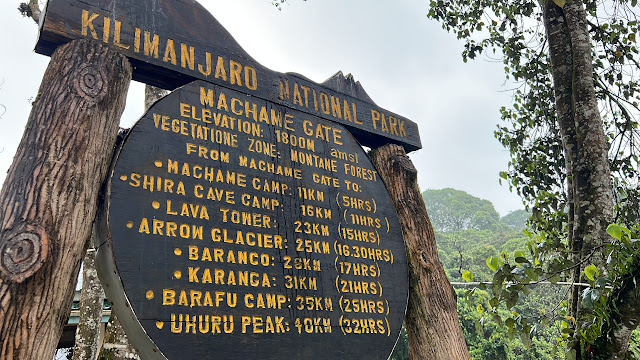 KILIMANJARO NATIONAL PARK
MACHAME GATE
ELEVATION: 1800M amsl
VEGETATIONE ZONE: MONTANE FOREST
FROM MACHAME GATE TO:
• MACHAME CAMP: 11KM (5HRS)
• SHIRA CAVE CAMP: 16KM (11HRS)
• LAVA TOWER: 23KM (15HRS)
• ARROW GLACIER: 25KM (16.30HRS)
• BARANCO: 28KM (17HRS)
• KARANGA: 31KM (21HRS)
• BARAFU CAMP: 35KM (25HRS)
• UHURU PEAK: 40KM (32HRS)